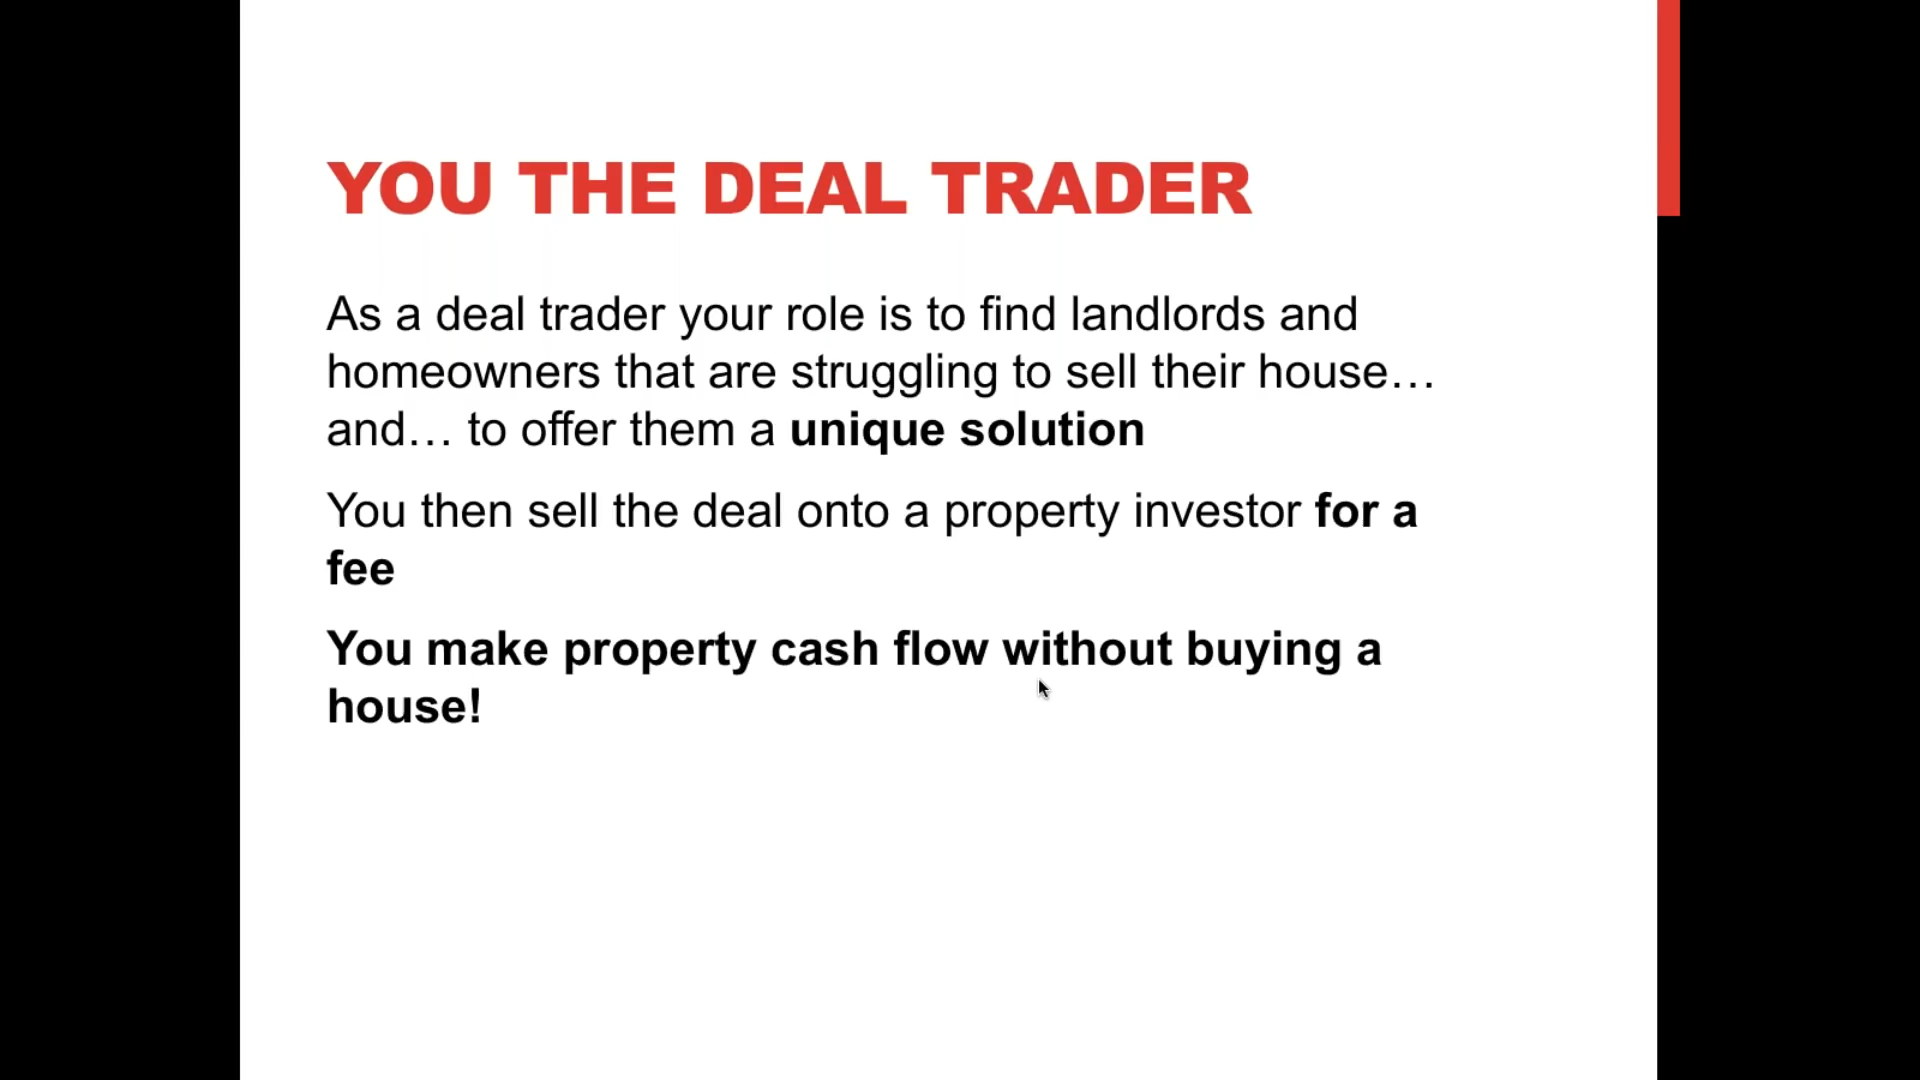 YOU THE DEAL TRADER
As a deal trader your role is to find landlords and
homeowners that are struggling to sell their house…
and… to offer them a unique solution
You then sell the deal onto a property investor for a
fee
You make property cash flow without buying a
house!